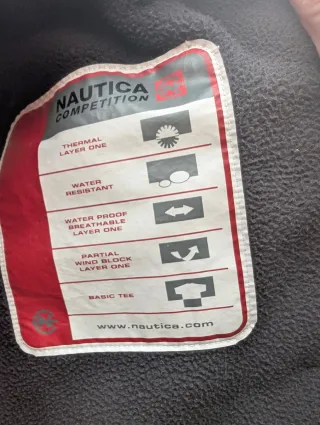 NAUTICA
COMPETITION
THERMAL
LAYER ONE
WATER
RESISTANT
WATER PROOF
BREATHABLE
LAYER ONE
PARTIAL
WIND BLOCK
LAYER ONE
BASIC TEE
www.nautica.com